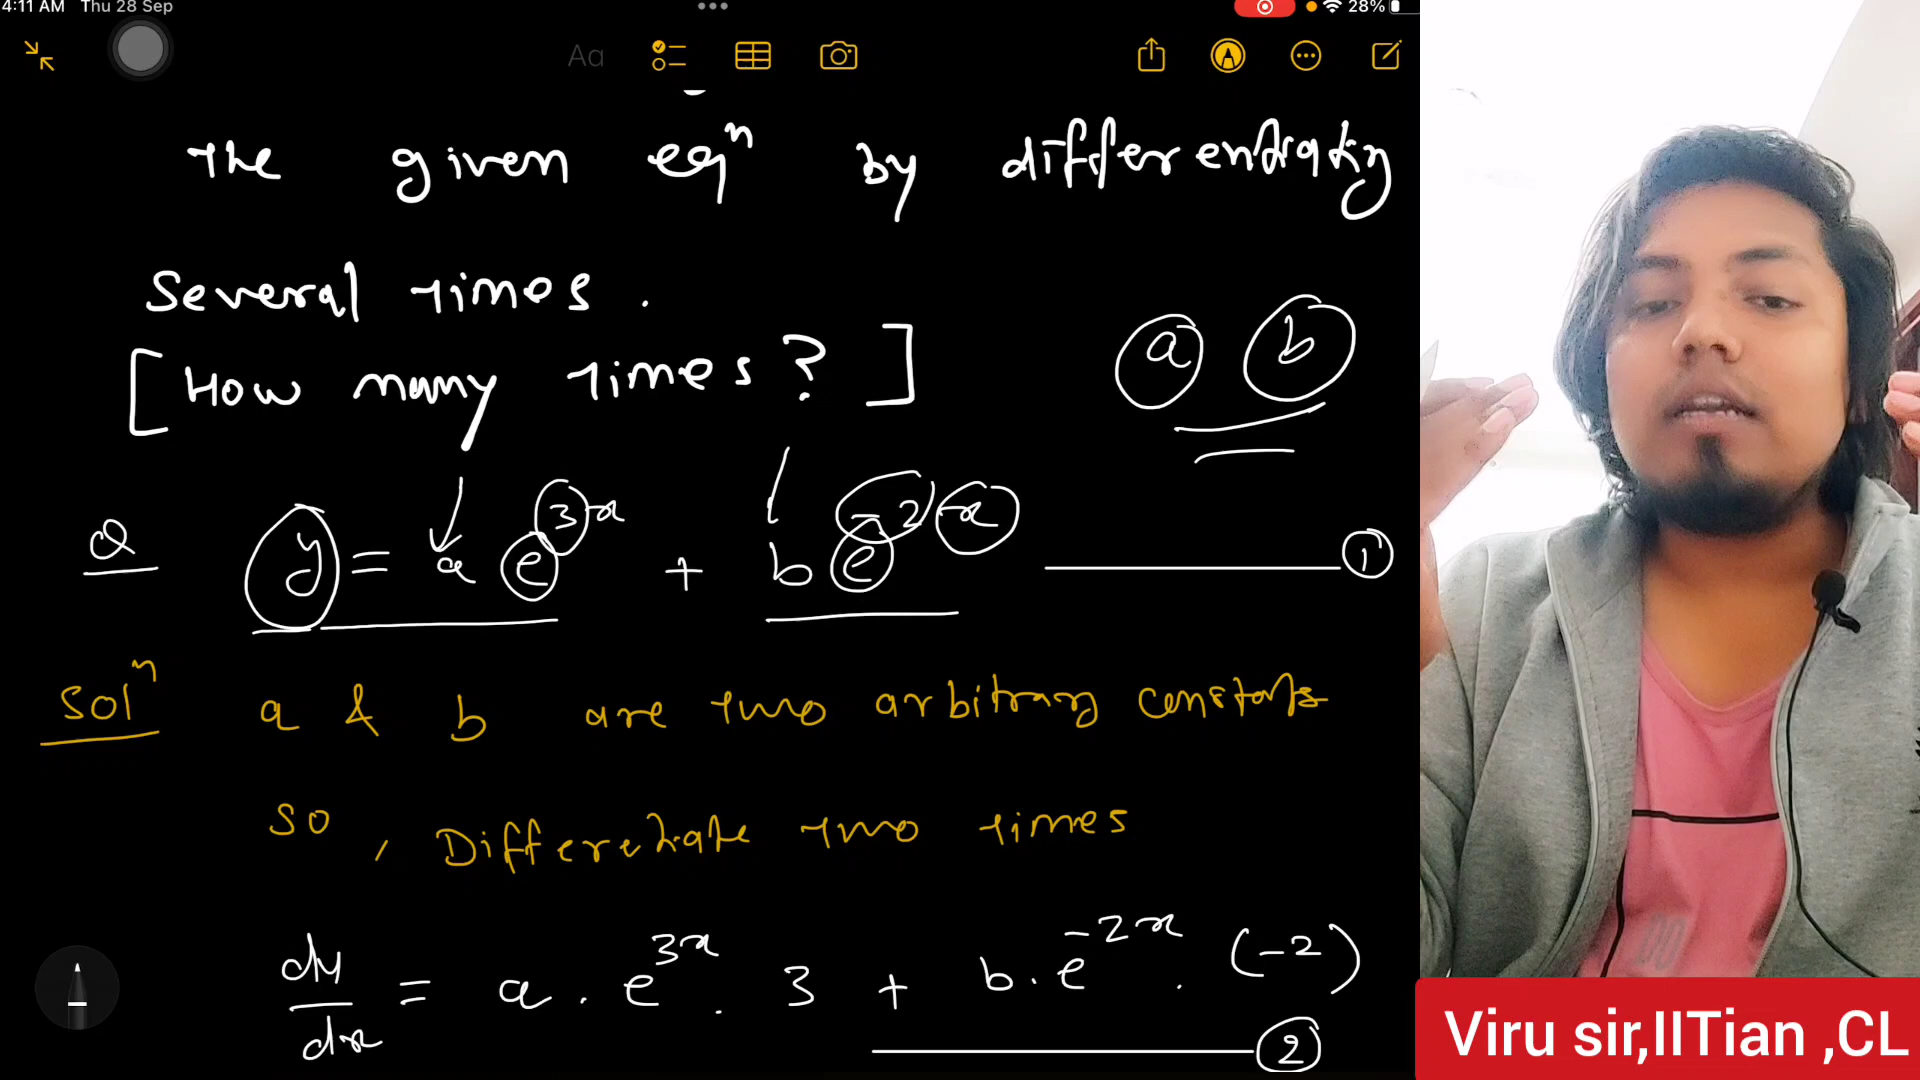 4:11 AM Thu 28 Sep
28%
Aa
The given eqⁿ by differentiating
Several times .
[ How many times ? ]
a b
Q y = a e^3x + b e^-2x ——— 1
Solⁿ a & b are two arbitrary constants
So , Differentiate two times
dy/dx = a . e^3x . 3 + b . e^-2x . (-2)
——— 2
Viru sir,IITian ,CL